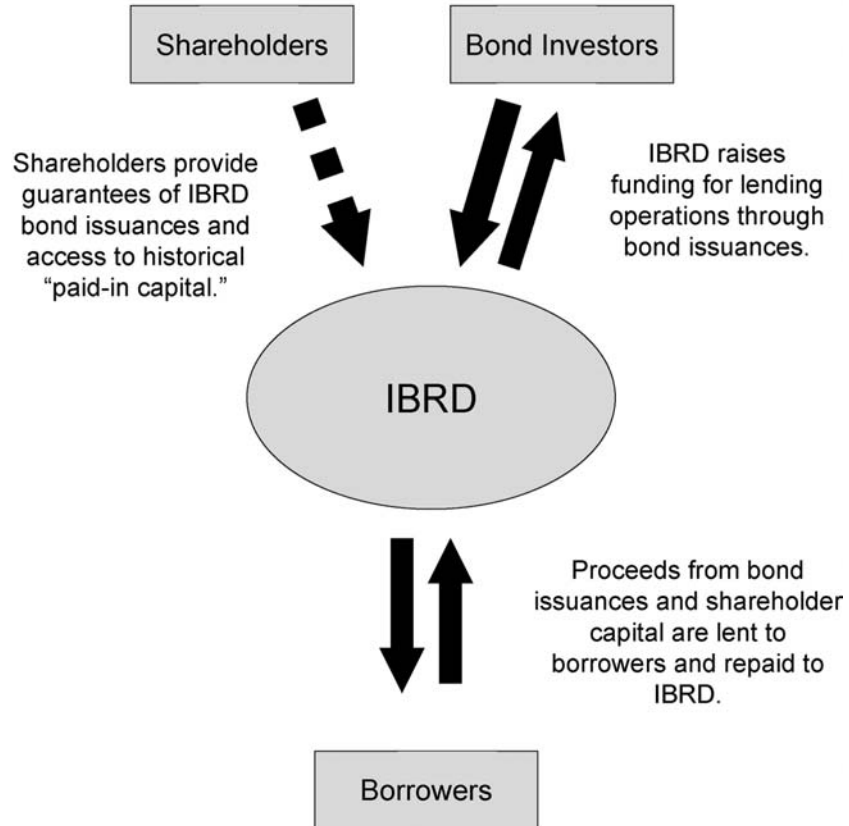 Shareholders
Bond Investors
Shareholders provide
guarantees of IBRD
bond issuances and
access to historical
“paid-in capital.”
IBRD raises
funding for lending
operations through
bond issuances.
IBRD
Proceeds from bond
issuances and shareholder
capital are lent to
borrowers and repaid to
IBRD.
Borrowers